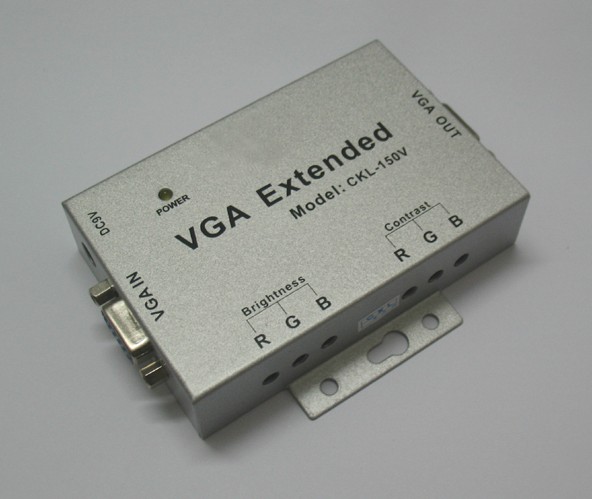 VGA OUT
POWER
VGA Extended
Model: CKL-150V
DC9V
VGA IN
Brightness
R G B
Contrast
R G B